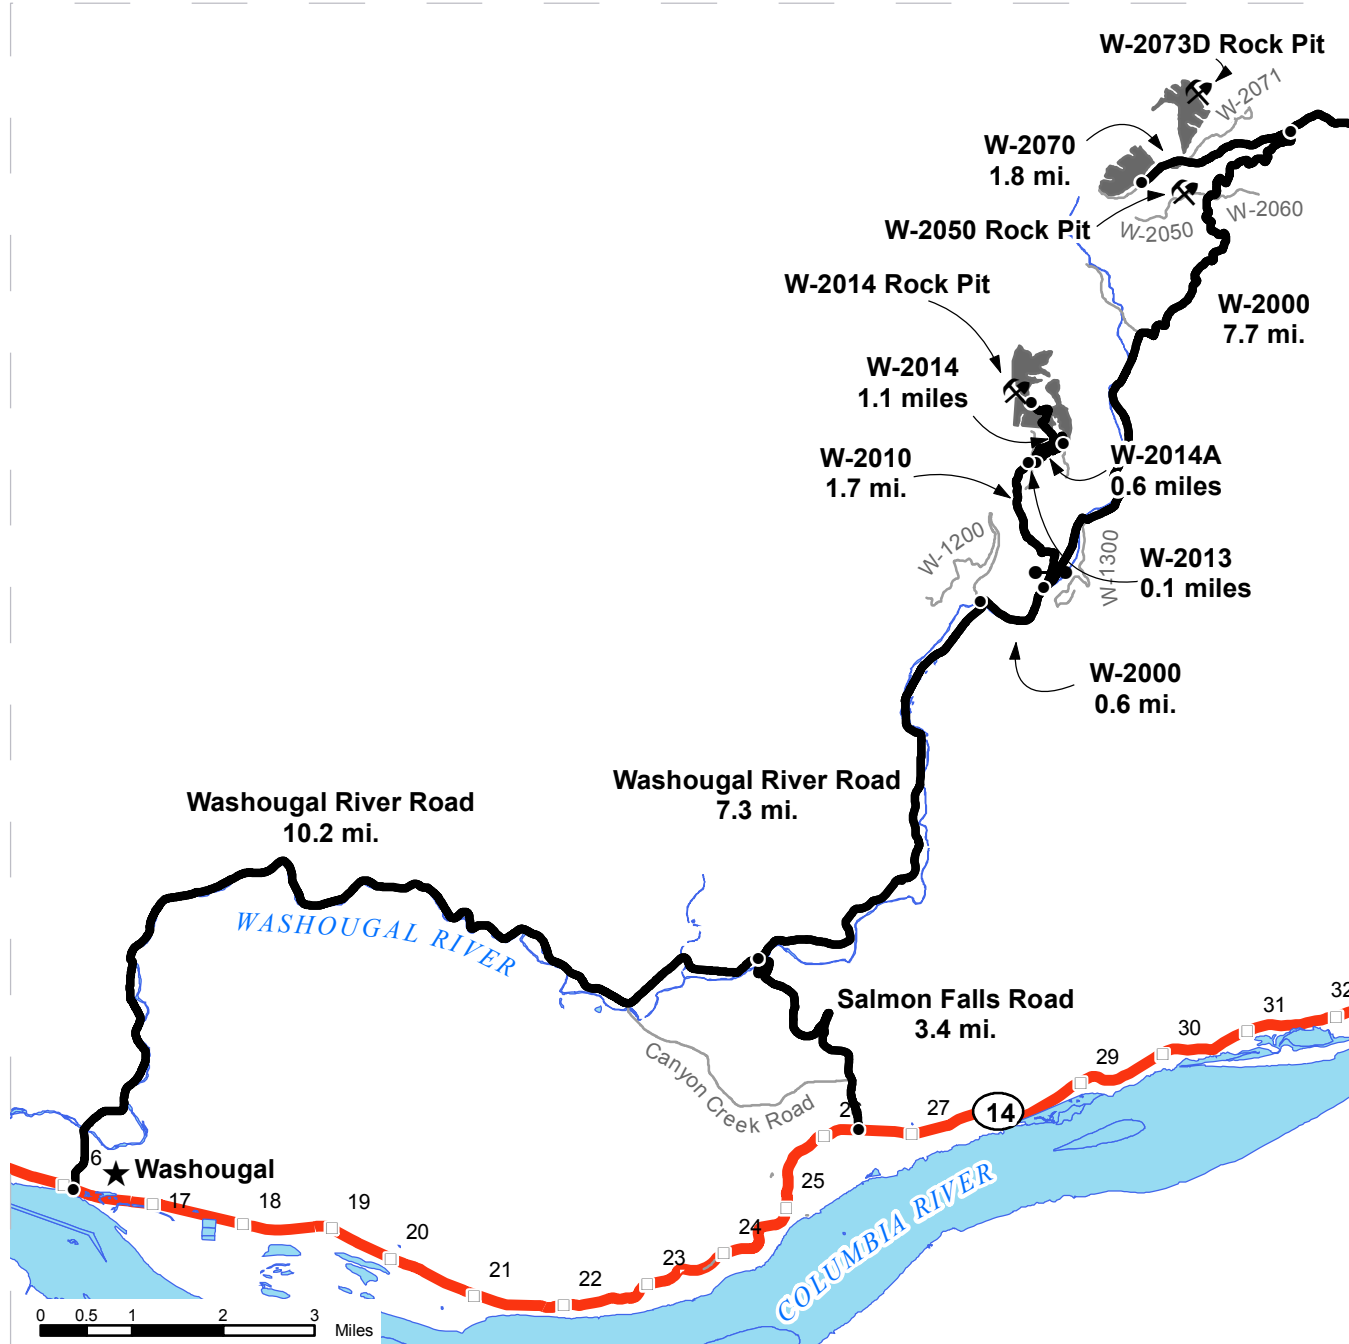 W-2073D Rock Pit
W-2071
W-2070
1.8 mi.
W-2050 Rock Pit
W-2050
W-2060
W-2014 Rock Pit
W-2000
7.7 mi.
W-2014
1.1 miles
W-2010
1.7 mi.
W-2014A
0.6 miles
W-1200
W-1300
W-2013
0.1 miles
W-2000
0.6 mi.
Washougal River Road
7.3 mi.
Washougal River Road
10.2 mi.
WASHOUGAL RIVER
Salmon Falls Road
3.4 mi.
Canyon Creek Road
32
31
30
29
14
27
25
24
23
22
21
20
19
18
17
6
Washougal
COLUMBIA RIVER
0 0.5 1 2 3
Miles